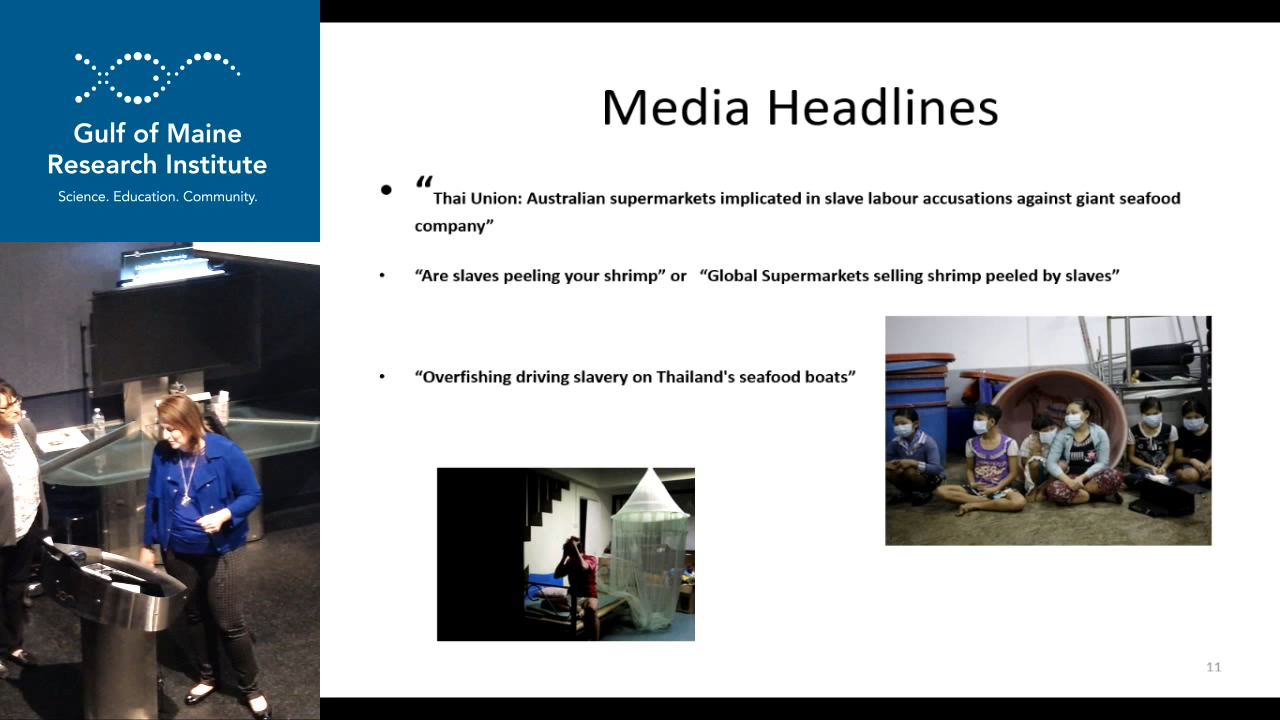 Gulf of Maine
Research Institute
Science. Education. Community.
Media Headlines
• “Thai Union: Australian supermarkets implicated in slave labour accusations against giant seafood
company”
• “Are slaves peeling your shrimp” or “Global Supermarkets selling shrimp peeled by slaves”
• “Overfishing driving slavery on Thailand's seafood boats”
11